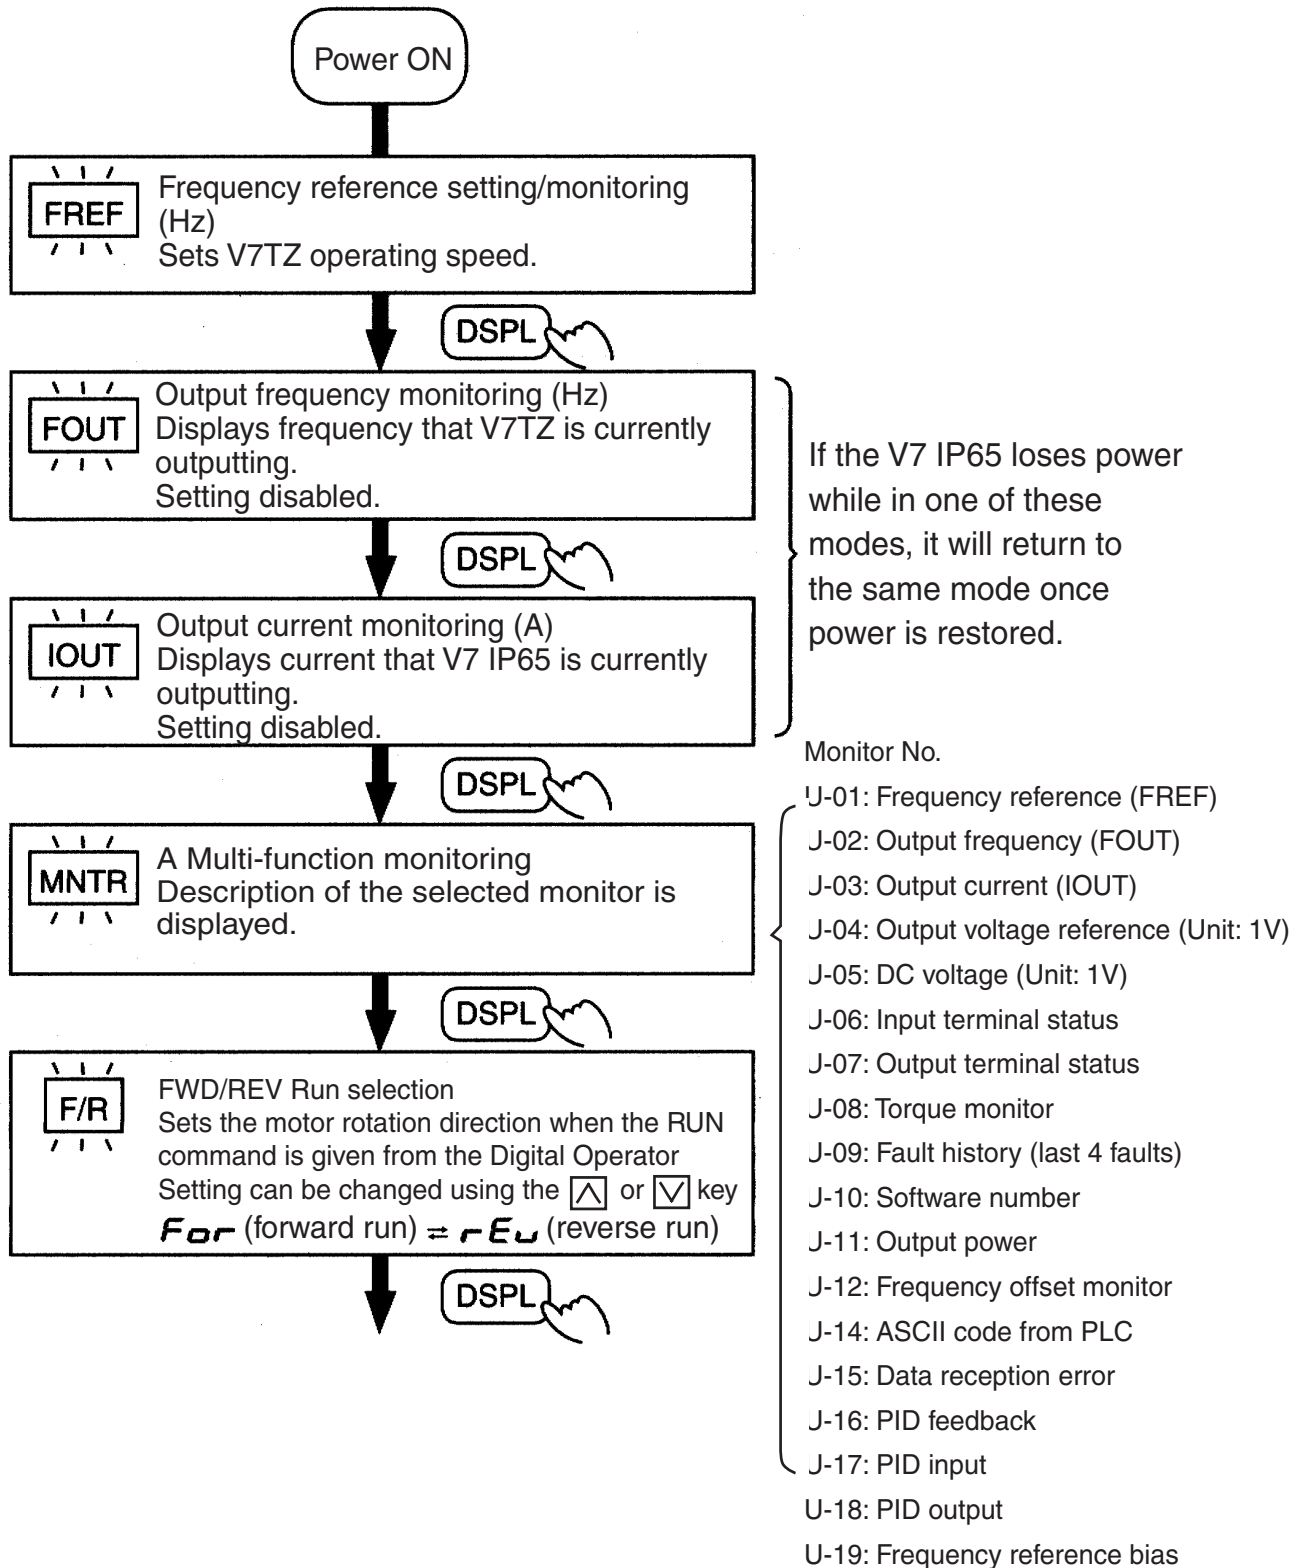 Power ON
FREF
Frequency reference setting/monitoring
(Hz)
Sets V7TZ operating speed.
DSPL
FOUT
Output frequency monitoring (Hz)
Displays frequency that V7TZ is currently
outputting.
Setting disabled.
DSPL
IOUT
Output current monitoring (A)
Displays current that V7 IP65 is currently
outputting.
Setting disabled.
If the V7 IP65 loses power
while in one of these
modes, it will return to
the same mode once
power is restored.
DSPL
MNTR
A Multi-function monitoring
Description of the selected monitor is
displayed.
DSPL
F/R
FWD/REV Run selection
Sets the motor rotation direction when the RUN
command is given from the Digital Operator
Setting can be changed using the ∧ or ∨ key
For (forward run) ⇄ rEv (reverse run)
DSPL
Monitor No.
U-01: Frequency reference (FREF)
U-02: Output frequency (FOUT)
U-03: Output current (IOUT)
U-04: Output voltage reference (Unit: 1V)
U-05: DC voltage (Unit: 1V)
U-06: Input terminal status
U-07: Output terminal status
U-08: Torque monitor
U-09: Fault history (last 4 faults)
U-10: Software number
U-11: Output power
U-12: Frequency offset monitor
U-14: ASCII code from PLC
U-15: Data reception error
U-16: PID feedback
U-17: PID input
U-18: PID output
U-19: Frequency reference bias